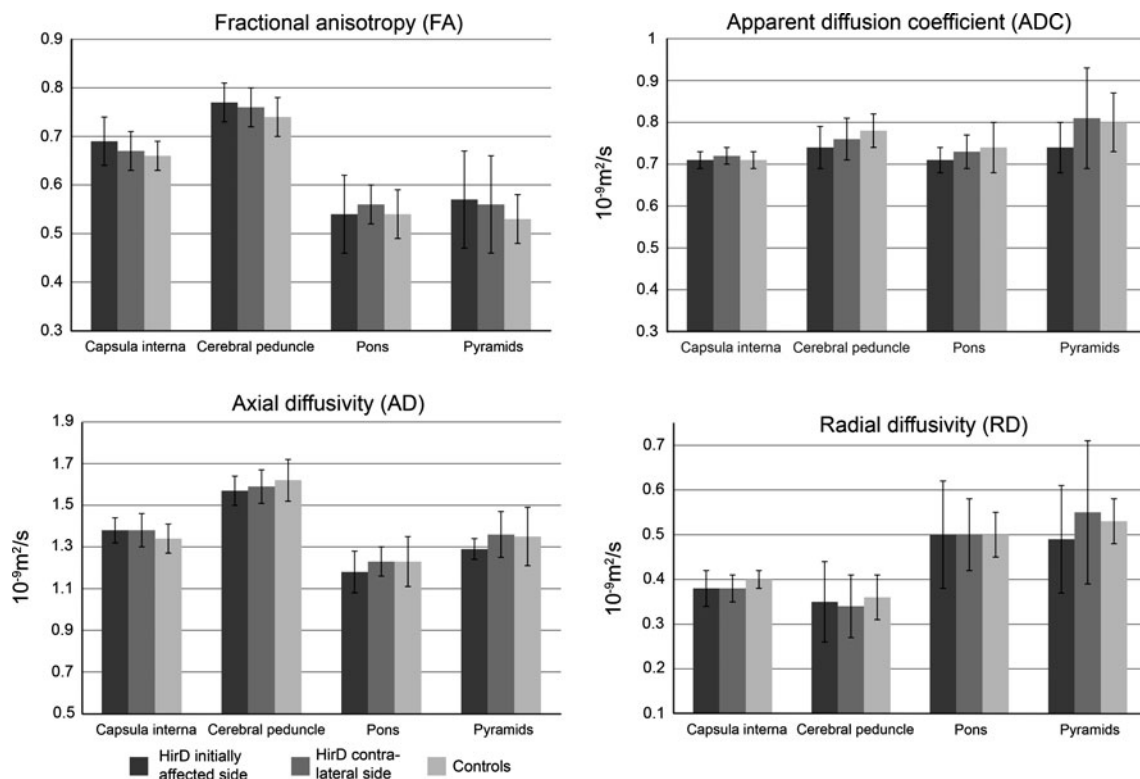 Fractional anisotropy (FA)
0.9
0.8
0.7
0.6
0.5
0.4
0.3
Capsula interna Cerebral peduncle Pons Pyramids
Apparent diffusion coefficient (ADC)
10⁻⁹m²/s
1
0.9
0.8
0.7
0.6
0.5
0.4
0.3
Capsula interna Cerebral peduncle Pons Pyramids
Axial diffusivity (AD)
10⁻⁹m²/s
1.9
1.7
1.5
1.3
1.1
0.9
0.7
0.5
Capsula interna Cerebral peduncle Pons Pyramids
Radial diffusivity (RD)
10⁻⁹m²/s
0.7
0.6
0.5
0.4
0.3
0.2
0.1
Capsula interna Cerebral peduncle Pons Pyramids
HirD initially
affected side
HirD contra-
lateral side
Controls